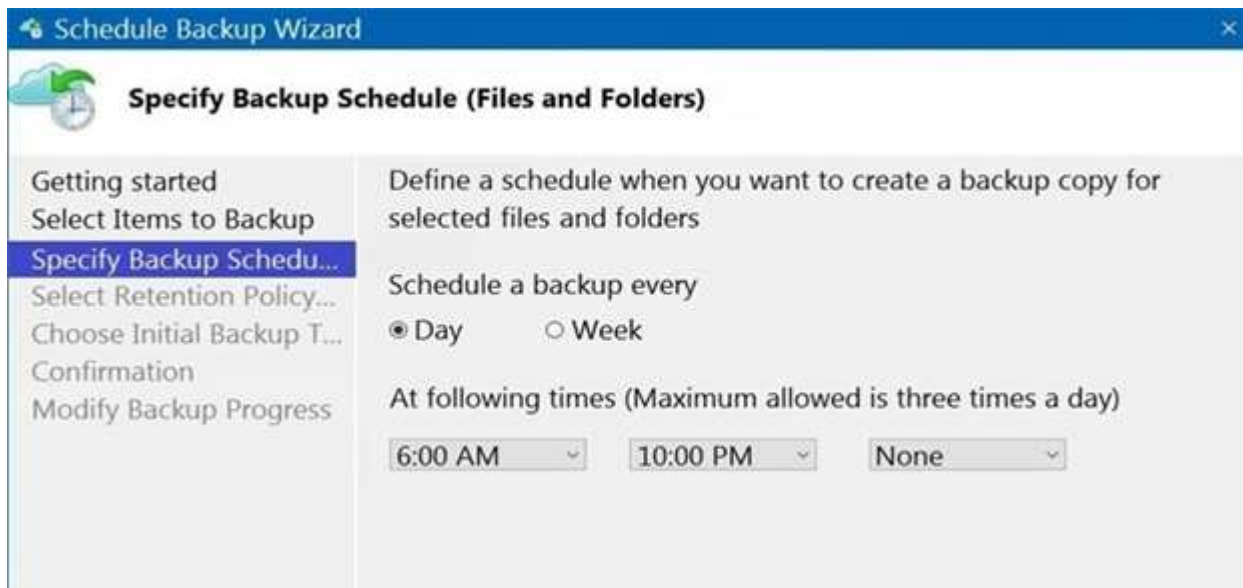 Schedule Backup Wizard
Specify Backup Schedule (Files and Folders)
Getting started
Select Items to Backup
Specify Backup Schedu...
Select Retention Policy...
Choose Initial Backup T...
Confirmation
Modify Backup Progress
Define a schedule when you want to create a backup copy for
selected files and folders
Schedule a backup every
Day Week
At following times (Maximum allowed is three times a day)
6:00 AM 10:00 PM None